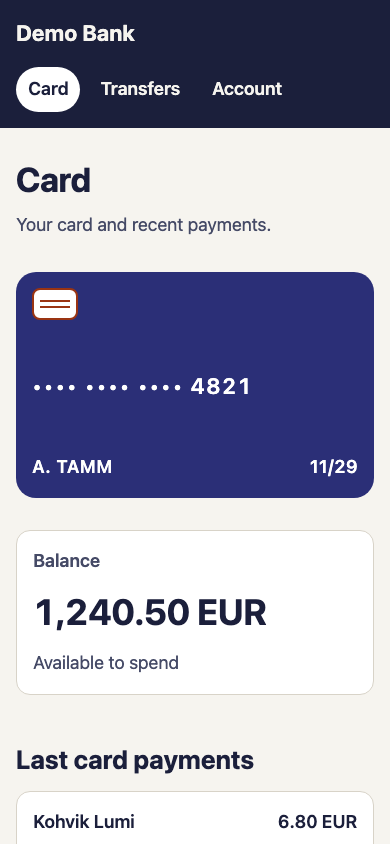 Demo Bank
Card Transfers Account
Card
Your card and recent payments.
•••• •••• •••• 4821
A. TAMM 11/29
Balance
1,240.50 EUR
Available to spend
Last card payments
Kohvik Lumi 6.80 EUR